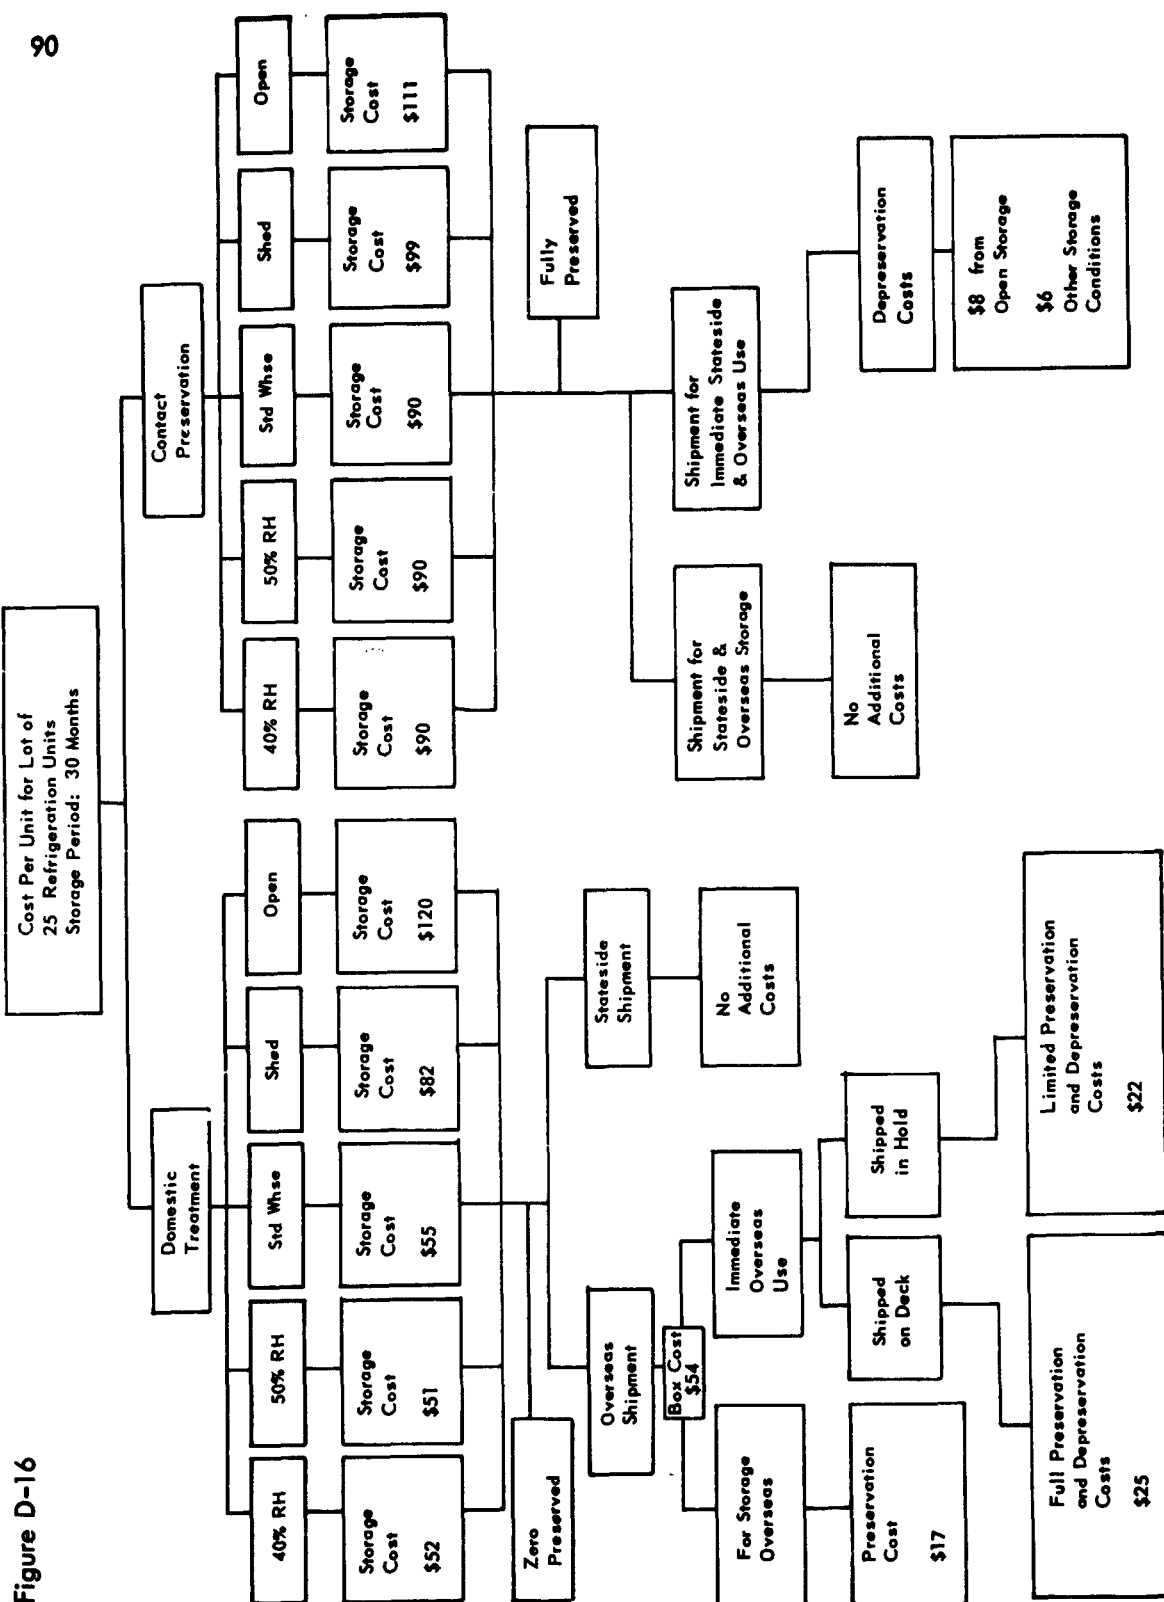 90
Figure D-16
Cost Per Unit for Lot of
25 Refrigeration Units
Storage Period: 30 Months
Domestic
Treatment
Contact
Preservation
40% RH
50% RH
Std Whse
Shed
Open
40% RH
50% RH
Std Whse
Shed
Open
Storage
Cost
$52
Storage
Cost
$51
Storage
Cost
$55
Storage
Cost
$82
Storage
Cost
$120
Storage
Cost
$90
Storage
Cost
$90
Storage
Cost
$90
Storage
Cost
$99
Storage
Cost
$111
Zero
Preserved
Fully
Preserved
Overseas
Shipment
Stateside
Shipment
Box Cost
$54
No
Additional
Costs
For Storage
Overseas
Immediate
Overseas
Use
Preservation
Cost
$17
Shipped
on Deck
Shipped
in Hold
Full Preservation
and Depreservation
Costs
$25
Limited Preservation
and Depreservation
Costs
$22
Shipment for
Stateside &
Overseas Storage
Shipment for
Immediate Stateside
& Overseas Use
No
Additional
Costs
Depreservation
Costs
$8 from
Open Storage
$6
Other Storage
Conditions